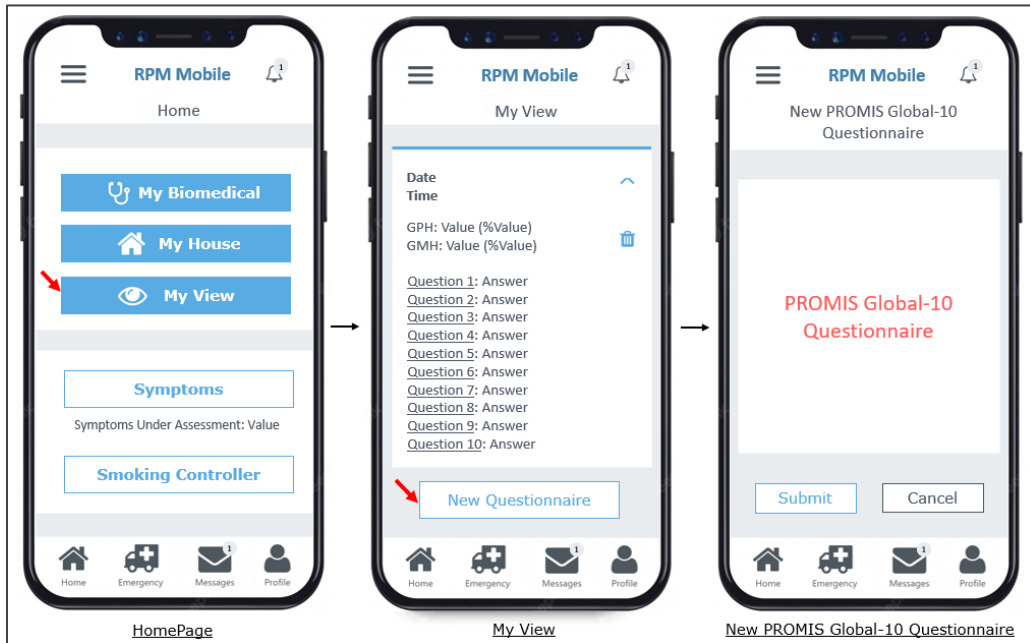 RPM Mobile
1
Home
My Biomedical
My House
My View
Symptoms
Symptoms Under Assessment: Value
Smoking Controller
1
Home
Emergency
Messages
Profile
HomePage
RPM Mobile
1
My View
Date
Time
GPH: Value (%Value)
GMH: Value (%Value)
Question 1: Answer
Question 2: Answer
Question 3: Answer
Question 4: Answer
Question 5: Answer
Question 6: Answer
Question 7: Answer
Question 8: Answer
Question 9: Answer
Question 10: Answer
New Questionnaire
1
Home
Emergency
Messages
Profile
My View
RPM Mobile
1
New PROMIS Global-10
Questionnaire
PROMIS Global-10
Questionnaire
Submit
Cancel
1
Home
Emergency
Messages
Profile
New PROMIS Global-10 Questionnaire